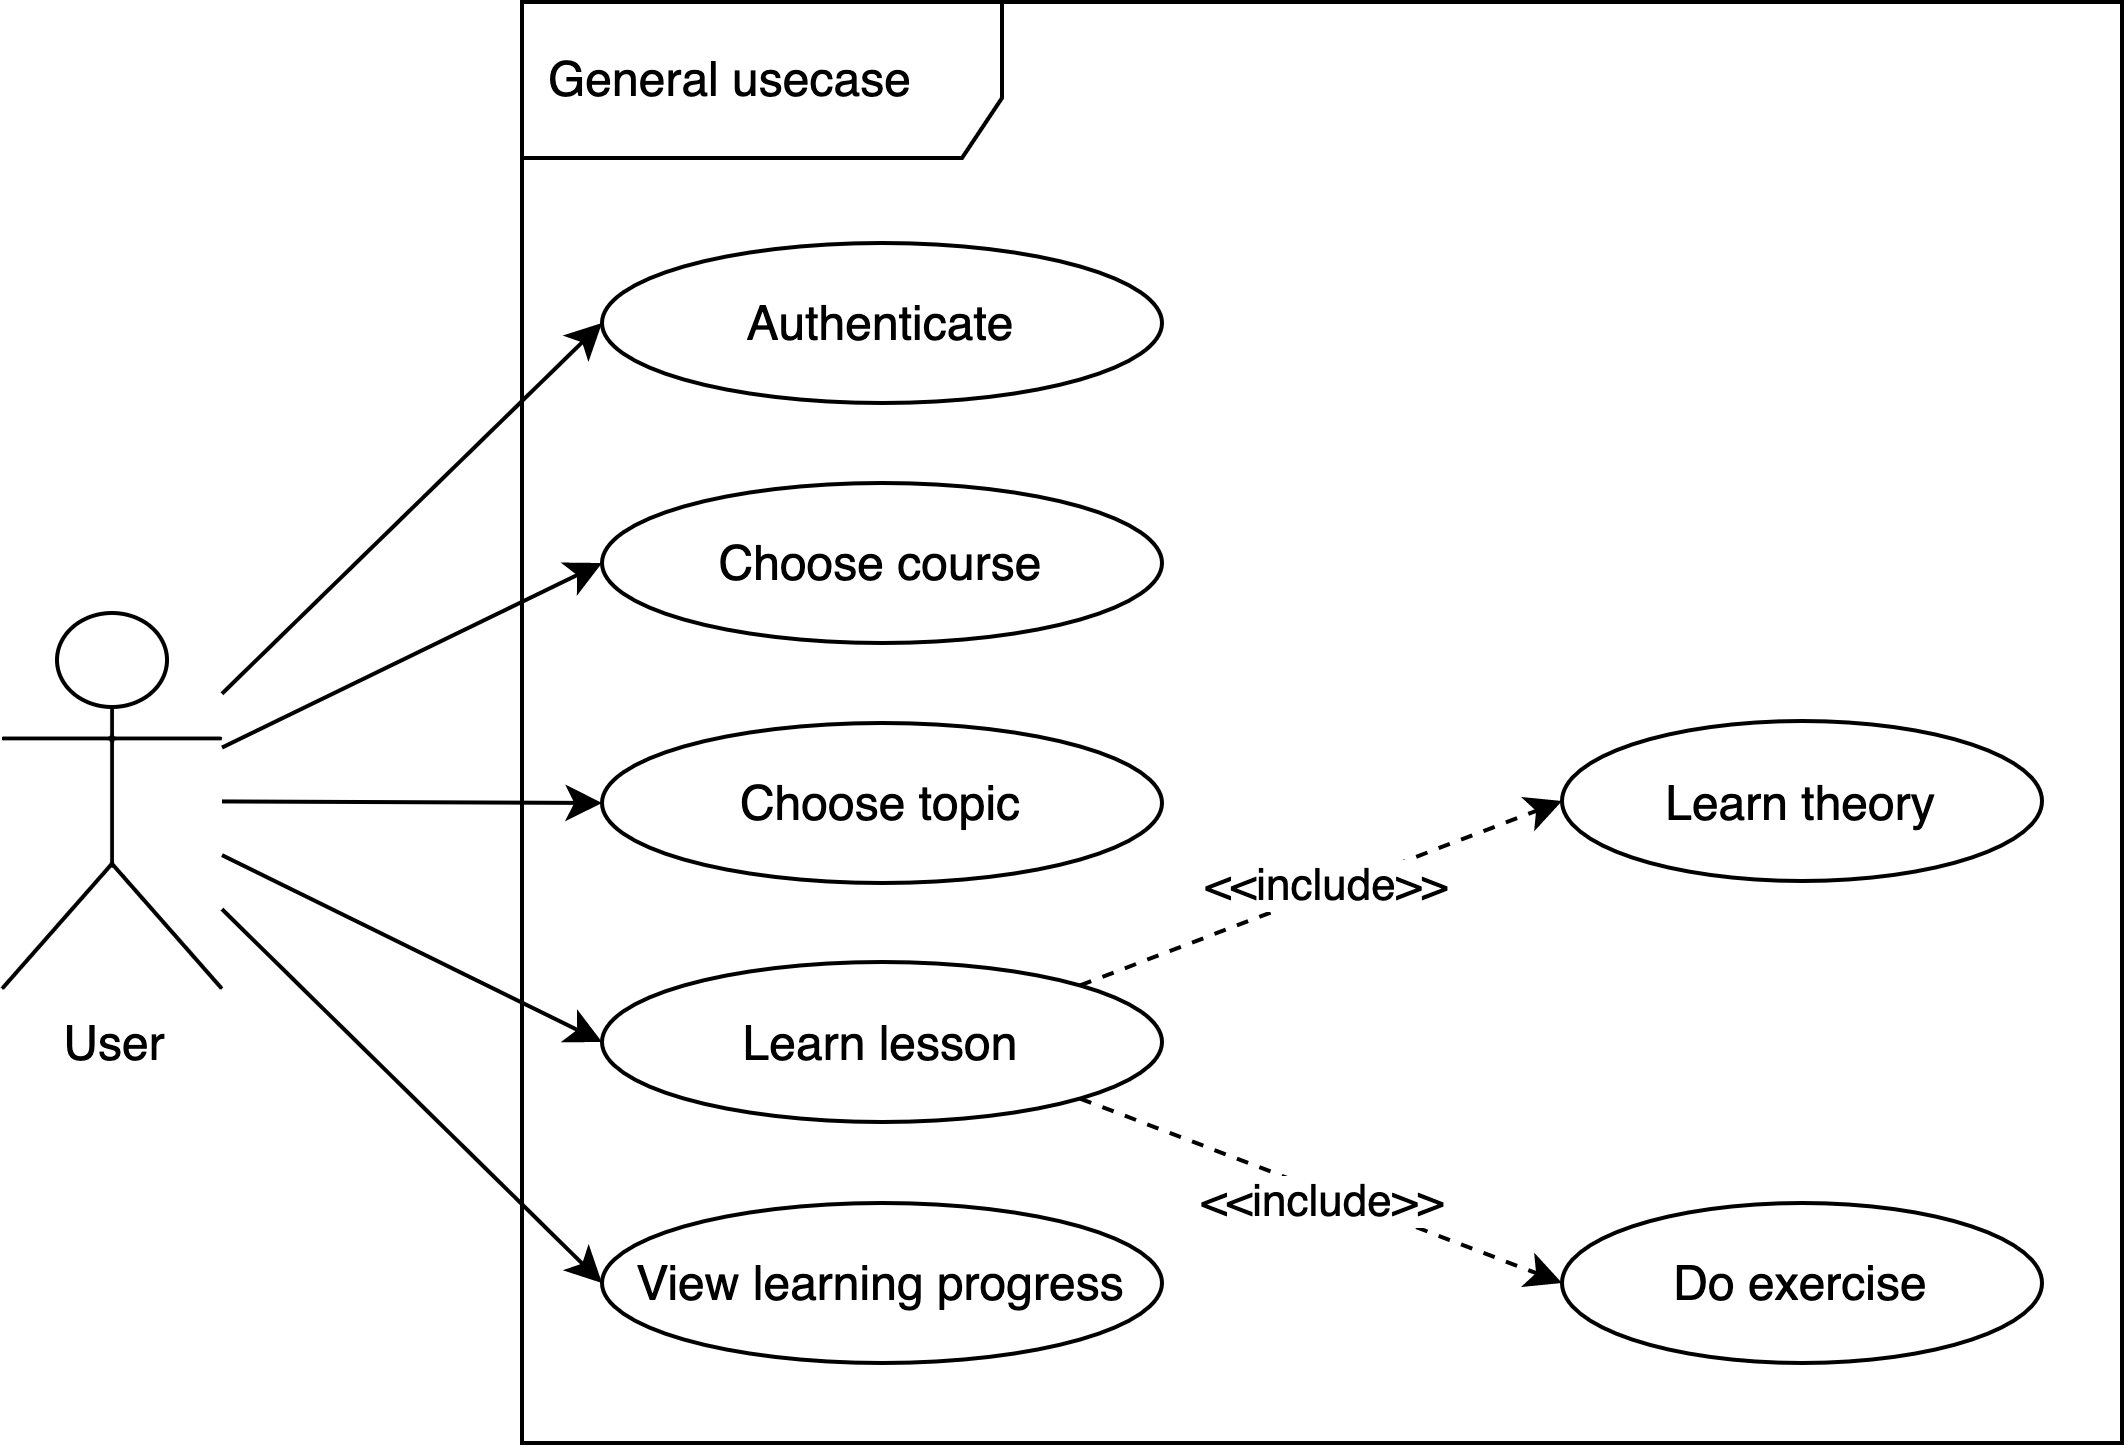 General usecase
Authenticate
Choose course
Choose topic
Learn theory
<<include>>
Learn lesson
User
<<include>>
View learning progress
Do exercise